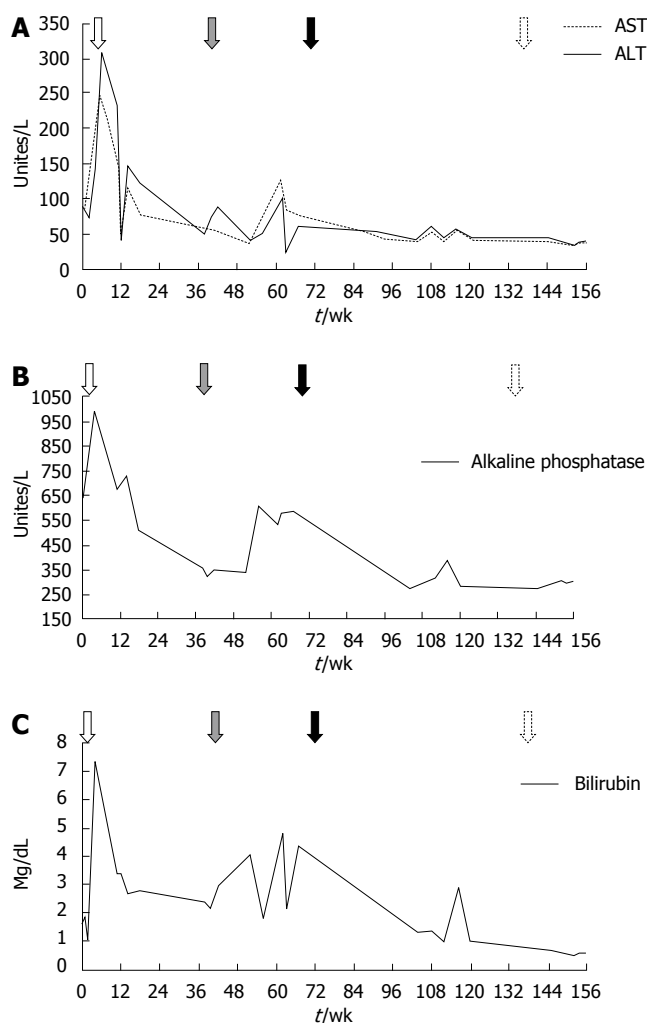 A
350
300
250
200
150
100
50
0
Unites/L
AST
ALT
0 12 24 36 48 60 72 84 96 108 120 132 144 156
t/wk
B
1050
950
850
750
650
550
450
350
250
150
Unites/L
Alkaline phosphatase
0 12 24 36 48 60 72 84 96 108 120 132 144 156
t/wk
C
8
7
6
5
4
3
2
1
0
Mg/dL
Bilirubin
0 12 24 36 48 60 72 84 96 108 120 132 144 156
t/wk